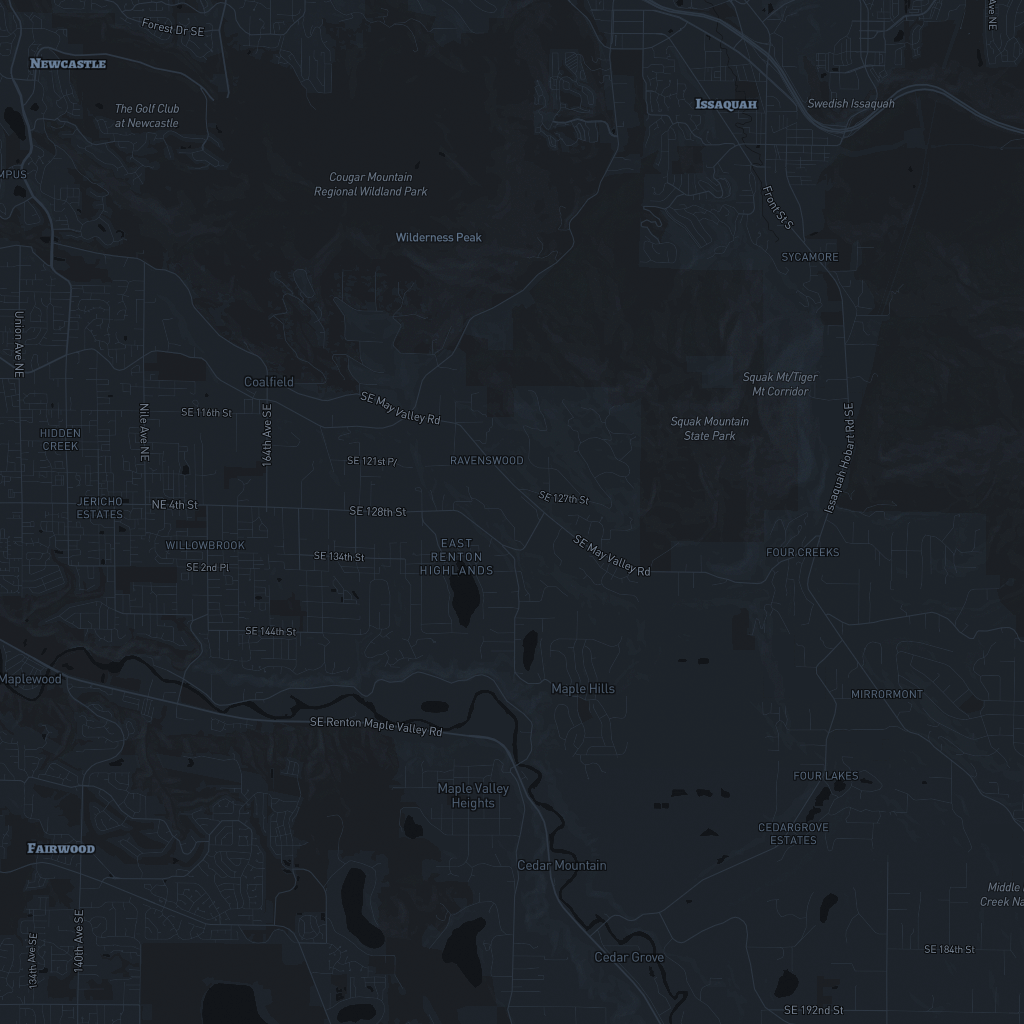 Forest Dr SE
Ave NE
NEWCASTLE
The Golf Club
at Newcastle
ISSAQUAH
Swedish Issaquah
MPUS
Cougar Mountain
Regional Wildland Park
Front St S
Wilderness Peak
SYCAMORE
Union Ave NE
Coalfield
Squak Mt/Tiger
Mt Corridor
SE May Valley Rd
SE 116th St
Nile Ave NE
164th Ave SE
HIDDEN
CREEK
Squak Mountain
State Park
Issaquah Hobart Rd SE
SE 121st Pl
RAVENSWOOD
SE 127th St
JERICHO
ESTATES
NE 4th St
SE 128th St
WILLOWBROOK
SE 134th St
EAST
RENTON
HIGHLANDS
SE May Valley Rd
FOUR CREEKS
SE 2nd Pl
SE 144th St
Maplewood
Maple Hills
MIRRORMONT
SE Renton Maple Valley Rd
FOUR LAKES
Maple Valley
Heights
CEDARGROVE
ESTATES
FAIRWOOD
Cedar Mountain
Middle
Creek Na
134th Ave SE
140th Ave SE
Cedar Grove
SE 184th St
SE 192nd St